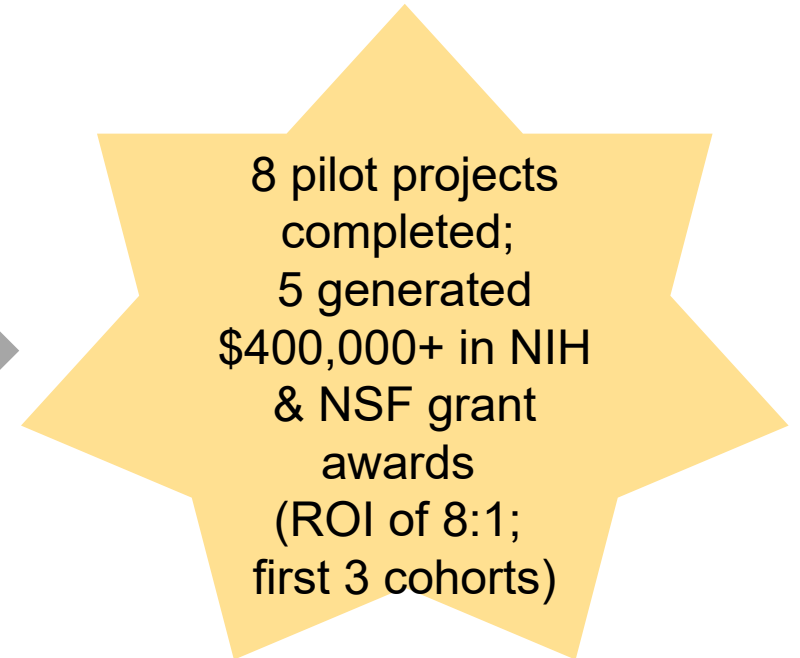 8 pilot projects
completed;
5 generated
$400,000+ in NIH
& NSF grant
awards
(ROI of 8:1;
first 3 cohorts)